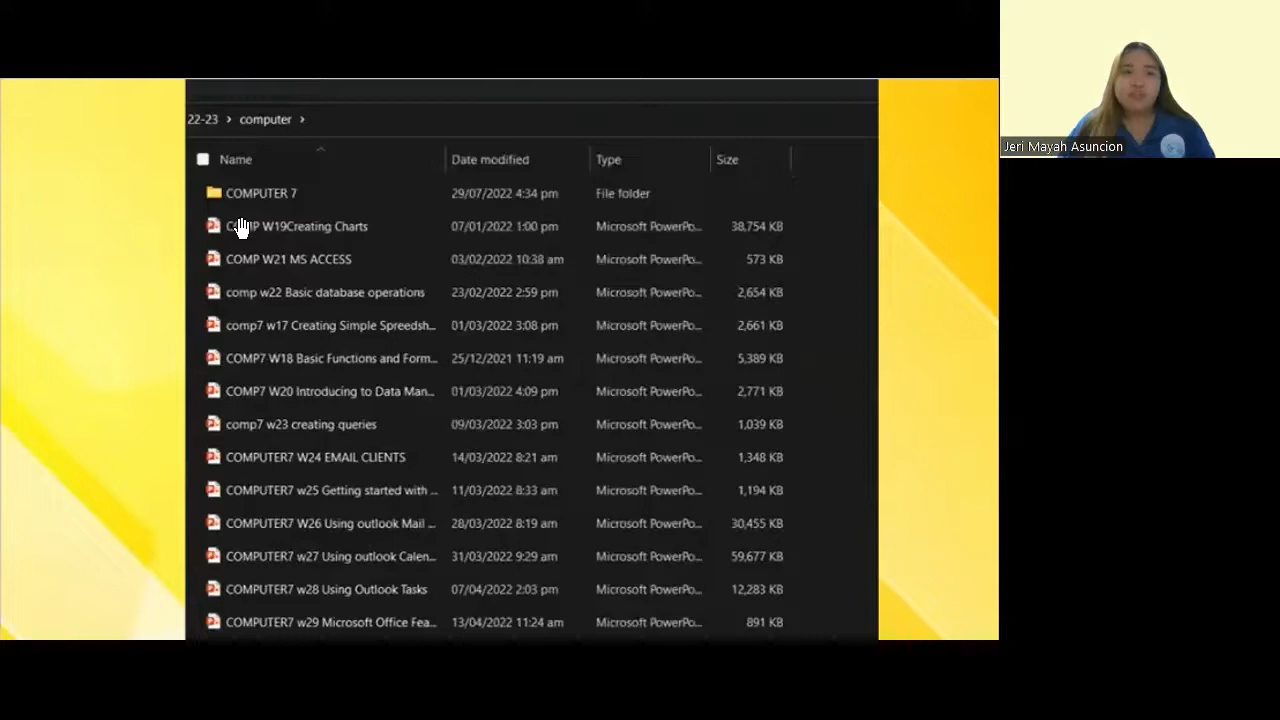 Jeri Mayah Asuncion
22-23 > computer >
Name Date modified Type Size
COMPUTER 7 29/07/2022 4:34 pm File folder
W19Creating Charts 07/01/2022 1:00 pm Microsoft PowerPo... 38,754 KB
COMP W21 MS ACCESS 03/02/2022 10:38 am Microsoft PowerPo... 573 KB
comp w22 Basic database operations 23/02/2022 2:59 pm Microsoft PowerPo... 2,654 KB
comp7 w17 Creating Simple Spreedsh... 01/03/2022 3:08 pm Microsoft PowerPo... 2,661 KB
COMP7 W18 Basic Functions and Form... 25/12/2021 11:19 am Microsoft PowerPo... 5,389 KB
COMP7 W20 Introducing to Data Man... 01/03/2022 4:09 pm Microsoft PowerPo... 2,771 KB
comp7 w23 creating queries 09/03/2022 3:03 pm Microsoft PowerPo... 1,039 KB
COMPUTER7 W24 EMAIL CLIENTS 14/03/2022 8:21 am Microsoft PowerPo... 1,348 KB
COMPUTER7 w25 Getting started with ... 11/03/2022 8:33 am Microsoft PowerPo... 1,194 KB
COMPUTER7 W26 Using outlook Mail ... 28/03/2022 8:19 am Microsoft PowerPo... 30,455 KB
COMPUTER7 w27 Using outlook Calen... 31/03/2022 9:29 am Microsoft PowerPo... 59,677 KB
COMPUTER7 w28 Using Outlook Tasks 07/04/2022 2:03 pm Microsoft PowerPo... 12,283 KB
COMPUTER7 w29 Microsoft Office Fea... 13/04/2022 11:24 am Microsoft PowerPo... 891 KB